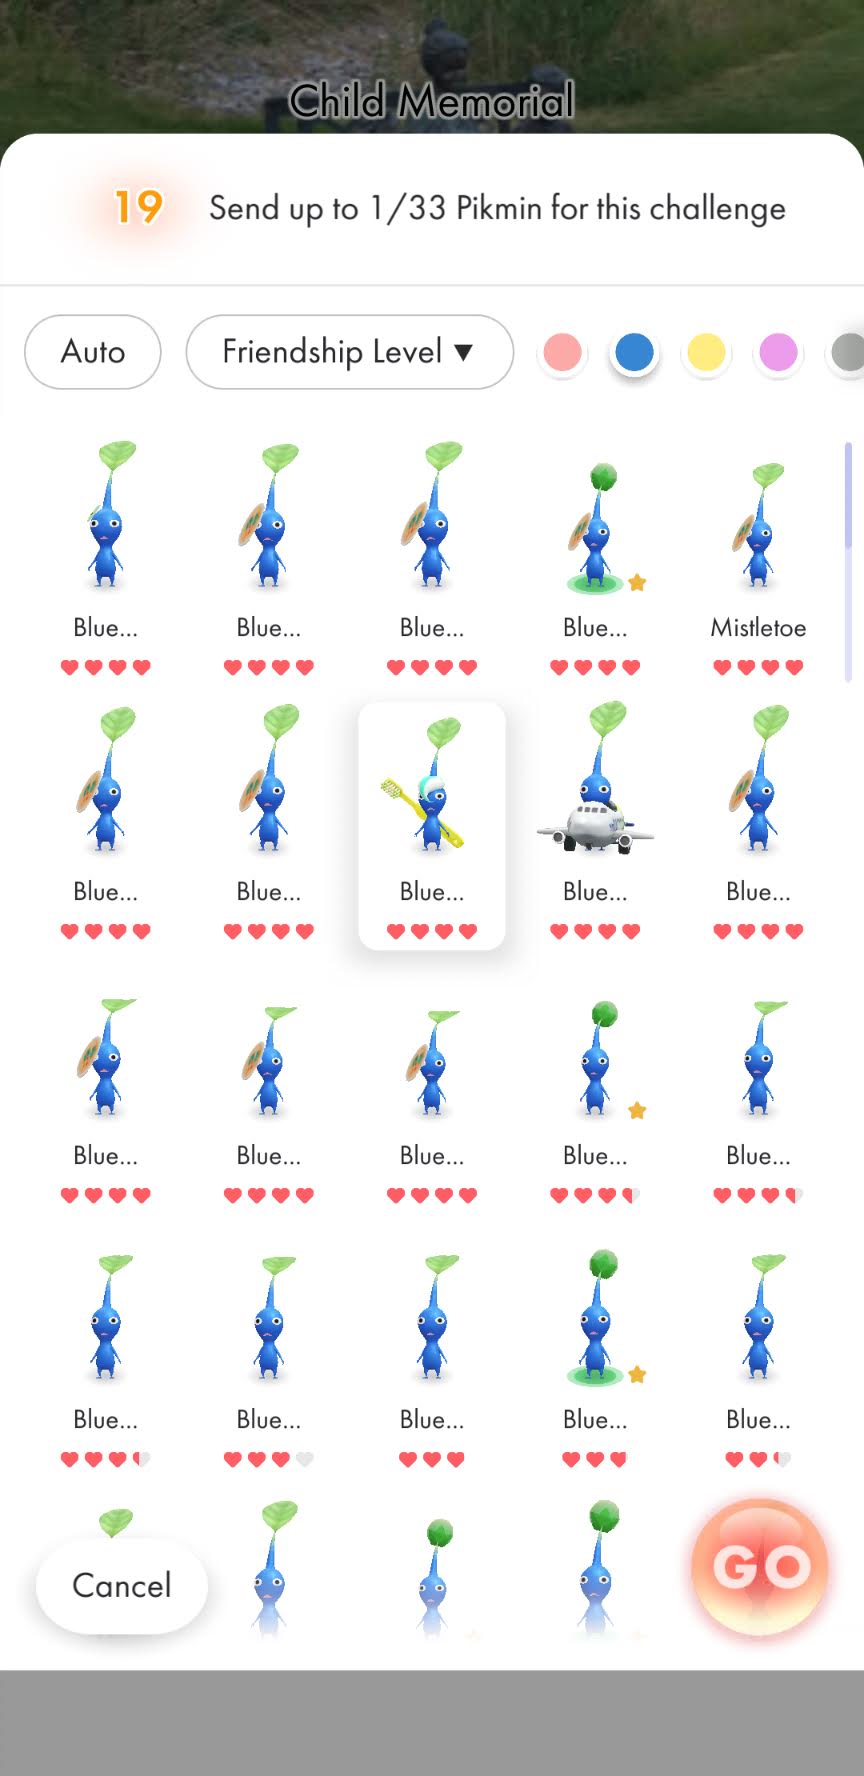 Child Memorial
19 Send up to 1/33 Pikmin for this challenge
Auto Friendship Level ▼
Blue... Blue... Blue... Blue... Mistletoe
Blue... Blue... Blue... Blue... Blue...
Blue... Blue... Blue... Blue... Blue...
Blue... Blue... Blue... Blue... Blue...
Cancel GO